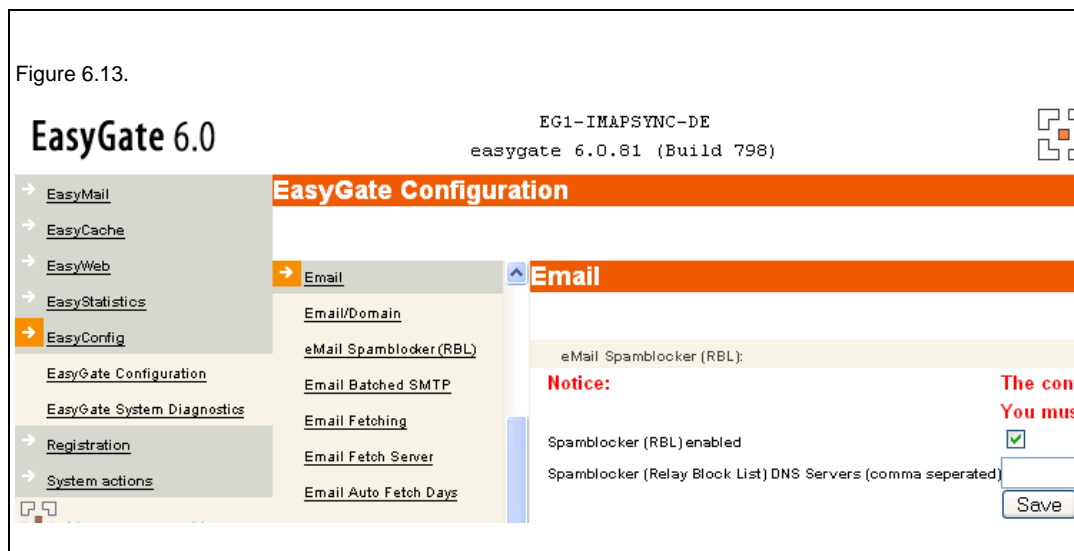 Figure 6.13.
EasyGate 6.0
EG1-IMAPSYNC-DE
easygate 6.0.81 (Build 798)
EasyMail
EasyCache
EasyWeb
EasyStatistics
EasyConfig
EasyGate Configuration
EasyGate System Diagnostics
Registration
System actions
EasyGate Configuration
Email
Email/Domain
eMail Spamblocker (RBL)
Email Batched SMTP
Email Fetching
Email Fetch Server
Email Auto Fetch Days
Email
eMail Spamblocker (RBL):
Notice:
The con
You mus
Spamblocker (RBL) enabled
Spamblocker (Relay Block List) DNS Servers (comma seperated)
Save